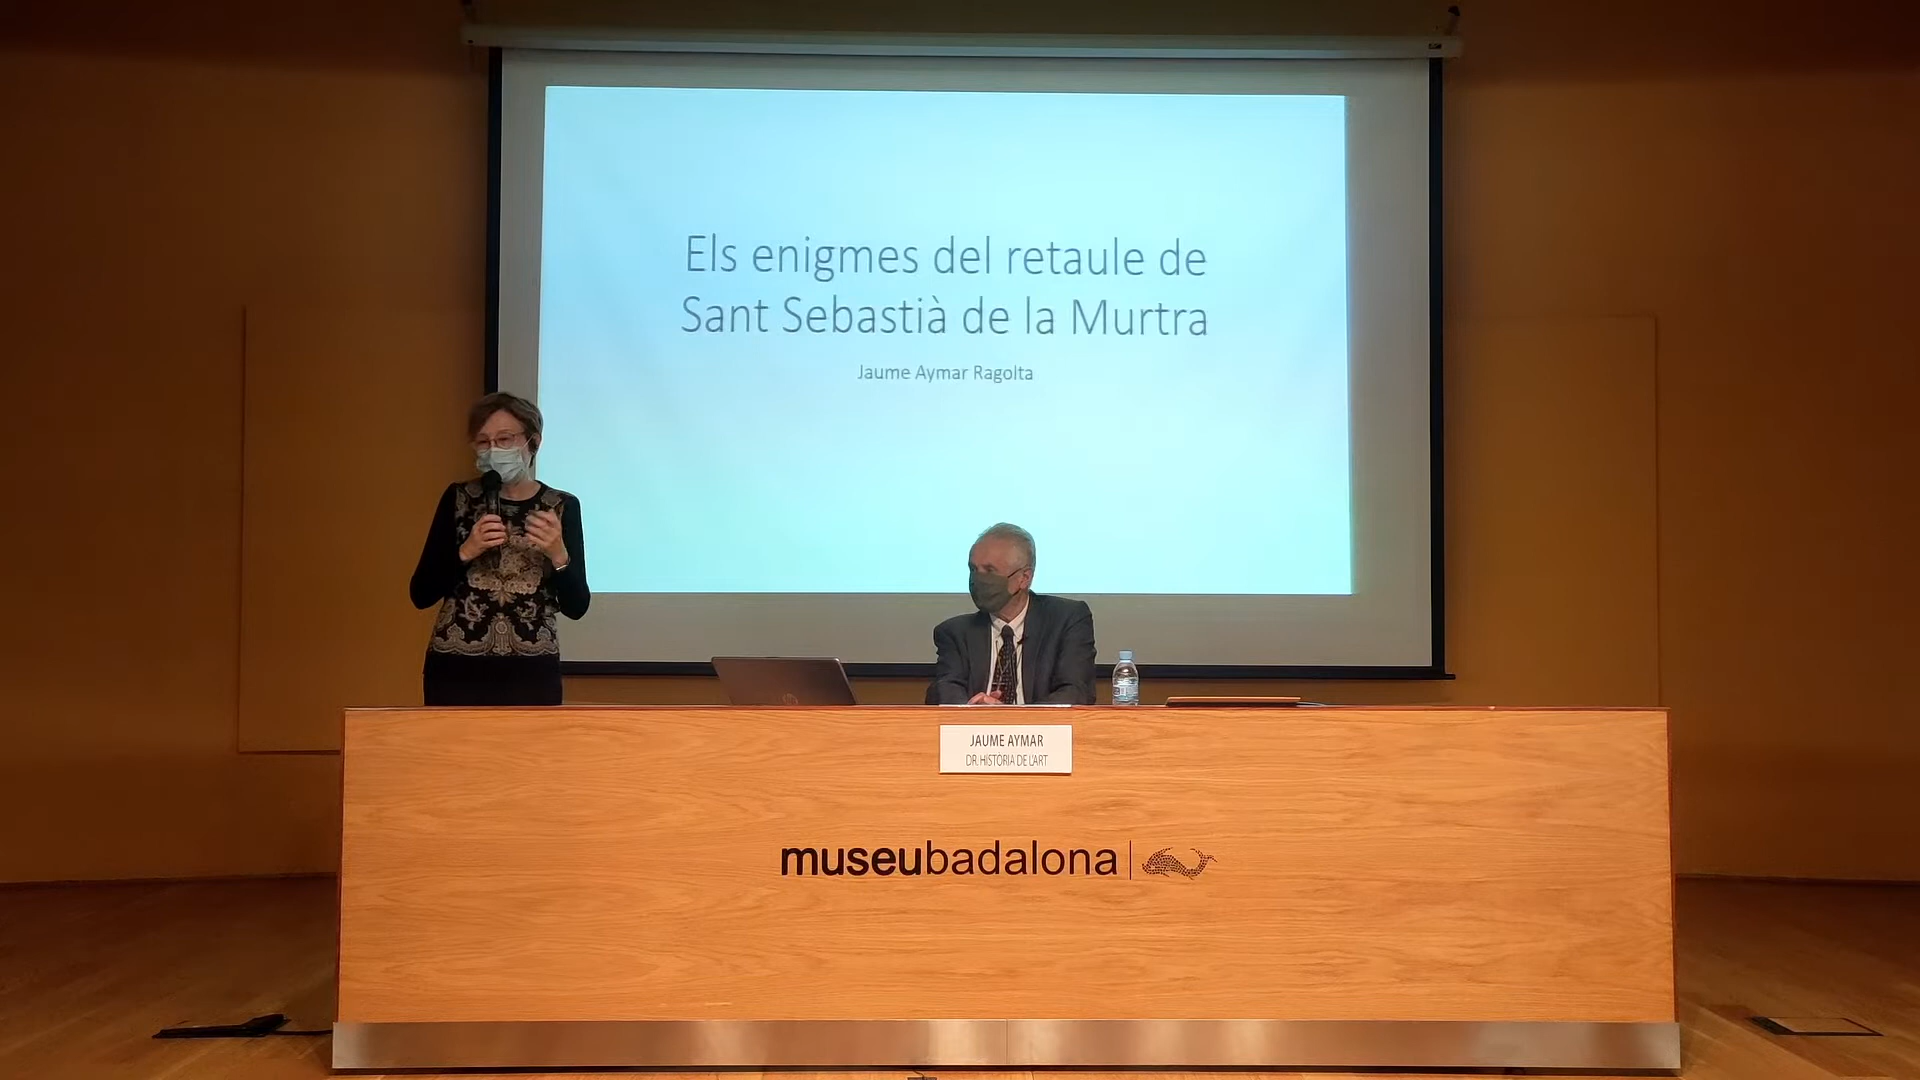 Els enigmes del retaule de
Sant Sebastià de la Murtra
Jaume Aymar Ragolta
JAUME AYMAR
DR. HISTÒRIA DE L'ART
museubadalona